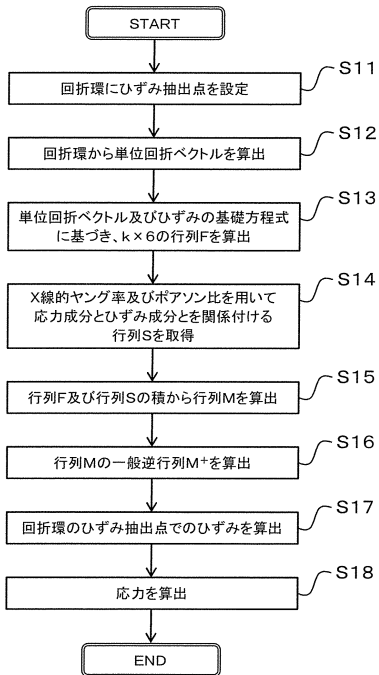 START
S11
回折環にひずみ抽出点を設定
S12
回折環から単位回折ベクトルを算出
S13
単位回折ベクトル及びひずみの基礎方程式
に基づき、k×6の行列Fを算出
S14
X線的ヤング率及びポアソン比を用いて
応力成分とひずみ成分とを関係付ける
行列Sを取得
S15
行列F及び行列Sの積から行列Mを算出
S16
行列Mの一般逆行列M⁺を算出
S17
回折環のひずみ抽出点でのひずみを算出
S18
応力を算出
END